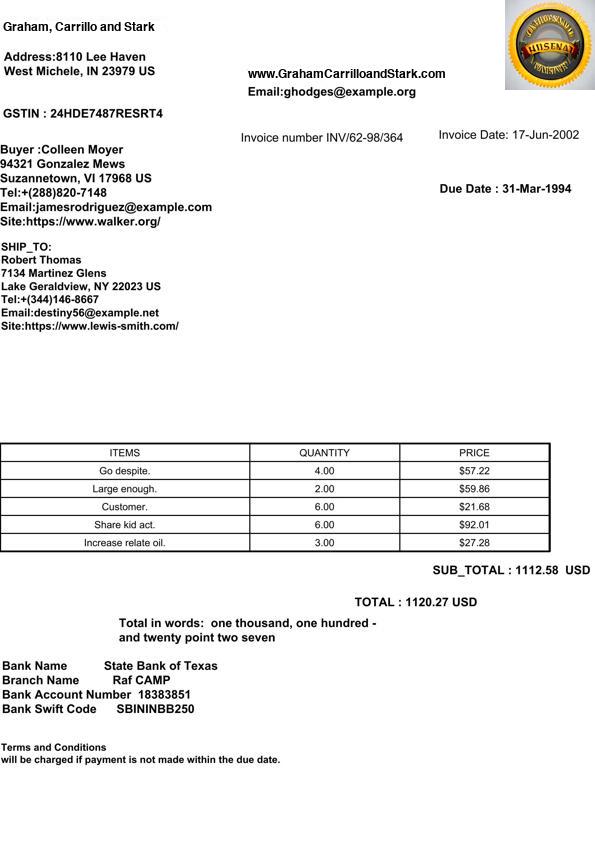 Graham, Carrillo and Stark
Address:8110 Lee Haven
West Michele, IN 23979 US
www.GrahamCarrilloandStark.com
Email:ghodges@example.org
GSTIN : 24HDE7487RESRT4
Invoice number INV/62-98/364
Invoice Date: 17-Jun-2002
Buyer :Colleen Moyer
94321 Gonzalez Mews
Suzannetown, VI 17968 US
Tel:+(288)820-7148
Email:jamesrodriguez@example.com
Site:https://www.walker.org/
Due Date : 31-Mar-1994
SHIP_TO:
Robert Thomas
7134 Martinez Glens
Lake Geraldview, NY 22023 US
Tel:+(344)146-8667
Email:destiny56@example.net
Site:https://www.lewis-smith.com/
ITEMS QUANTITY PRICE
Go despite. 4.00 $57.22
Large enough. 2.00 $59.86
Customer. 6.00 $21.68
Share kid act. 6.00 $92.01
Increase relate oil. 3.00 $27.28
SUB_TOTAL : 1112.58 USD
TOTAL : 1120.27 USD
Total in words: one thousand, one hundred -
and twenty point two seven
Bank Name State Bank of Texas
Branch Name Raf CAMP
Bank Account Number 18383851
Bank Swift Code SBININBB250
Terms and Conditions
will be charged if payment is not made within the due date.